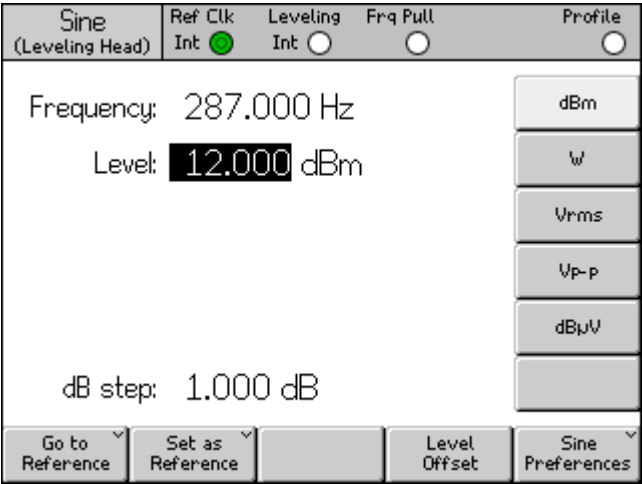 Sine
(Leveling Head)
Ref Clk
Int
Leveling
Int
Frq Pull
Profile
Frequency: 287.000 Hz
Level: 12.000 dBm
dB step: 1.000 dB
dBm
W
Vrms
Vp-p
dBµV
Go to
Reference
Set as
Reference
Level
Offset
Sine
Preferences